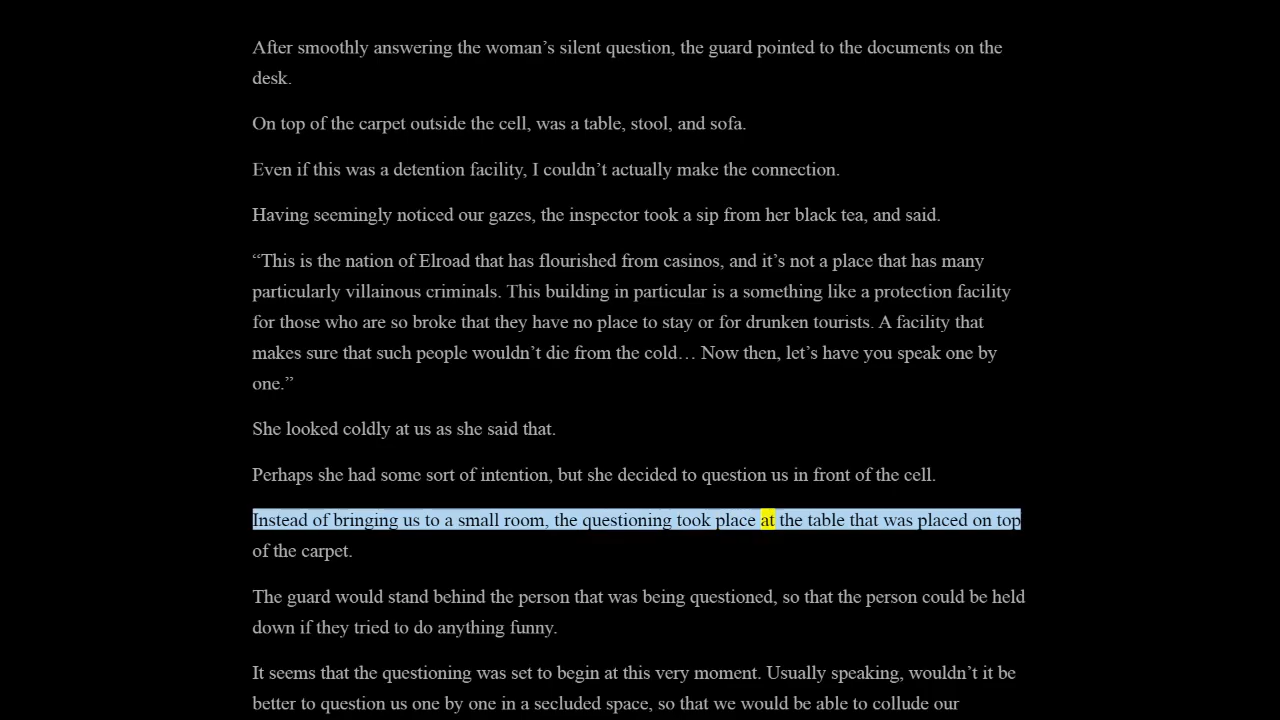 After smoothly answering the woman’s silent question, the guard pointed to the documents on the
desk.
On top of the carpet outside the cell, was a table, stool, and sofa.
Even if this was a detention facility, I couldn’t actually make the connection.
Having seemingly noticed our gazes, the inspector took a sip from her black tea, and said.
“This is the nation of Elroad that has flourished from casinos, and it’s not a place that has many
particularly villainous criminals. This building in particular is a something like a protection facility
for those who are so broke that they have no place to stay or for drunken tourists. A facility that
makes sure that such people wouldn’t die from the cold… Now then, let’s have you speak one by
one.”
She looked coldly at us as she said that.
Perhaps she had some sort of intention, but she decided to question us in front of the cell.
Instead of bringing us to a small room, the questioning took place at the table that was placed on top
of the carpet.
The guard would stand behind the person that was being questioned, so that the person could be held
down if they tried to do anything funny.
It seems that the questioning was set to begin at this very moment. Usually speaking, wouldn’t it be
better to question us one by one in a secluded space, so that we would be able to collude our